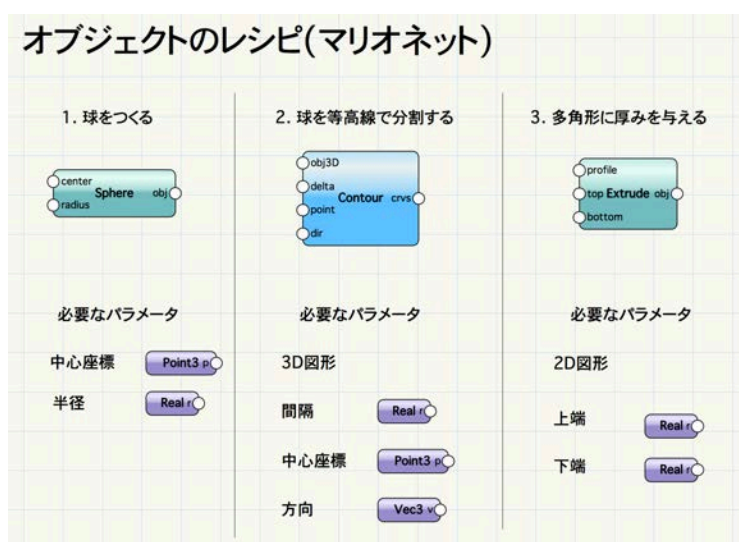 オブジェクトのレシピ(マリオネット)
1. 球をつくる
center
radius
Sphere
obj
必要なパラメータ
中心座標
Point3 p
半径
Real r
2. 球を等高線で分割する
obj3D
delta
point
dir
Contour
crvs
必要なパラメータ
3D図形
間隔
Real r
中心座標
Point3 p
方向
Vec3 v
3. 多角形に厚みを与える
profile
top
bottom
Extrude
obj
必要なパラメータ
2D図形
上端
Real r
下端
Real r